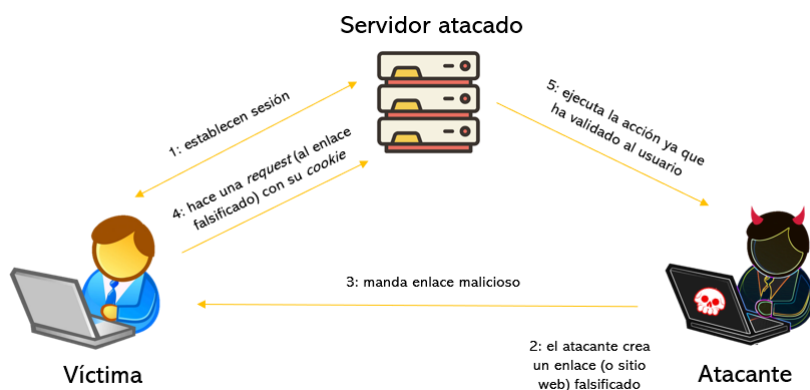 Servidor atacado
1: establecen sesión
4: hace una request (al enlace
falsificado) con su cookie
5: ejecuta la acción ya que
ha validado al usuario
3: manda enlace malicioso
2: el atacante crea
un enlace (o sitio
web) falsificado
Víctima
Atacante